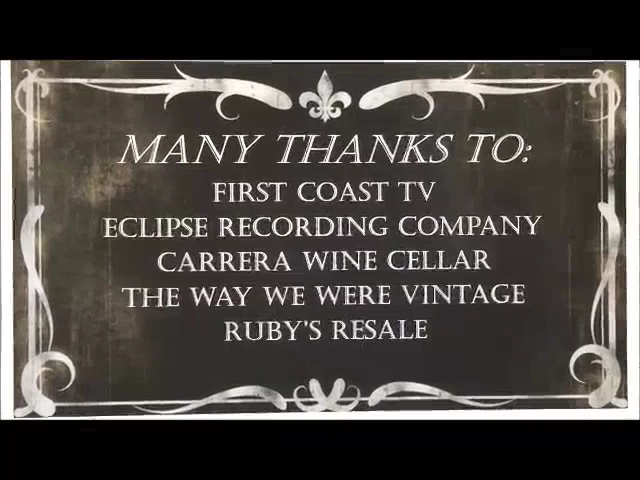 MANY THANKS TO:
FIRST COAST TV
ECLIPSE RECORDING COMPANY
CARRERA WINE CELLAR
THE WAY WE WERE VINTAGE
RUBY'S RESALE